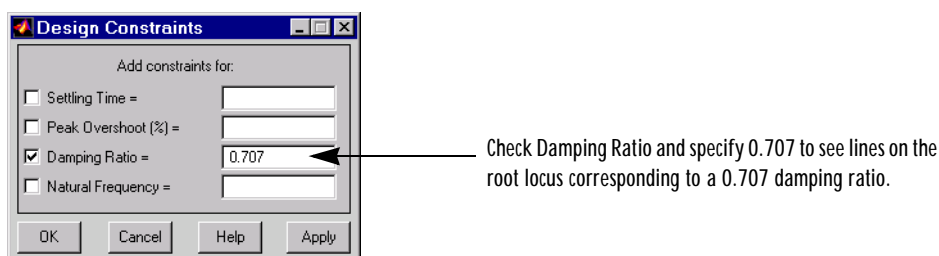 Design Constraints
Add constraints for:
Settling Time =
Peak Overshoot (%) =
Damping Ratio = 0.707
Natural Frequency =
OK Cancel Help Apply
Check Damping Ratio and specify 0.707 to see lines on the
root locus corresponding to a 0.707 damping ratio.